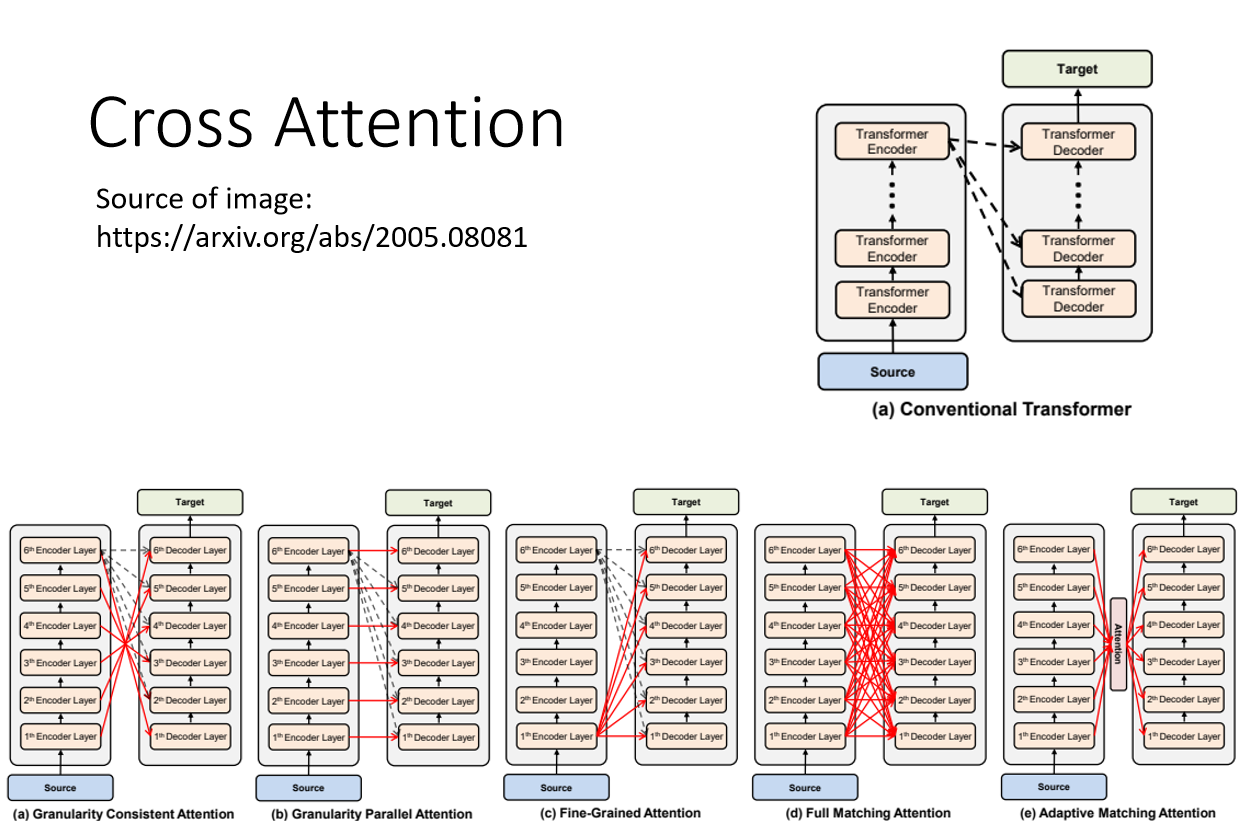 Cross Attention
Source of image:
https://arxiv.org/abs/2005.08081
Target
Transformer
Encoder
Transformer
Decoder
Transformer
Encoder
Transformer
Decoder
Transformer
Encoder
Transformer
Decoder
Source
(a) Conventional Transformer
Target
6th Encoder Layer
6th Decoder Layer
5th Encoder Layer
5th Decoder Layer
4th Encoder Layer
4th Decoder Layer
3th Encoder Layer
3th Decoder Layer
2th Encoder Layer
2th Decoder Layer
1th Encoder Layer
1th Decoder Layer
Source
(a) Granularity Consistent Attention
Target
6th Encoder Layer
6th Decoder Layer
5th Encoder Layer
5th Decoder Layer
4th Encoder Layer
4th Decoder Layer
3th Encoder Layer
3th Decoder Layer
2th Encoder Layer
2th Decoder Layer
1th Encoder Layer
1th Decoder Layer
Source
(b) Granularity Parallel Attention
Target
6th Encoder Layer
6th Decoder Layer
5th Encoder Layer
5th Decoder Layer
4th Encoder Layer
4th Decoder Layer
3th Encoder Layer
3th Decoder Layer
2th Encoder Layer
2th Decoder Layer
1th Encoder Layer
1th Decoder Layer
Source
(c) Fine-Grained Attention
Target
6th Encoder Layer
6th Decoder Layer
5th Encoder Layer
5th Decoder Layer
4th Encoder Layer
4th Decoder Layer
3th Encoder Layer
3th Decoder Layer
2th Encoder Layer
2th Decoder Layer
1th Encoder Layer
1th Decoder Layer
Source
(d) Full Matching Attention
Target
6th Encoder Layer
6th Decoder Layer
5th Encoder Layer
5th Decoder Layer
4th Encoder Layer
4th Decoder Layer
Attention
3th Encoder Layer
3th Decoder Layer
2th Encoder Layer
2th Decoder Layer
1th Encoder Layer
1th Decoder Layer
Source
(e) Adaptive Matching Attention